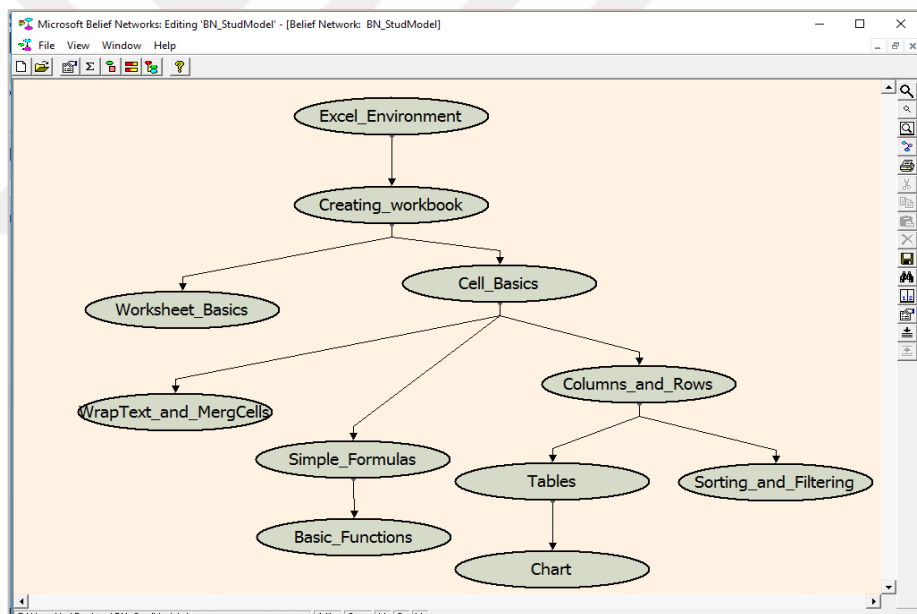 Microsoft Belief Networks: Editing 'BN_StudModel' - [Belief Network: BN_StudModel]
File View Window Help
Excel_Environment
Creating_workbook
Cell_Basics
Worksheet_Basics
Columns_and_Rows
WrapText_and_MergCells
Simple_Formulas
Tables
Sorting_and_Filtering
Basic_Functions
Chart